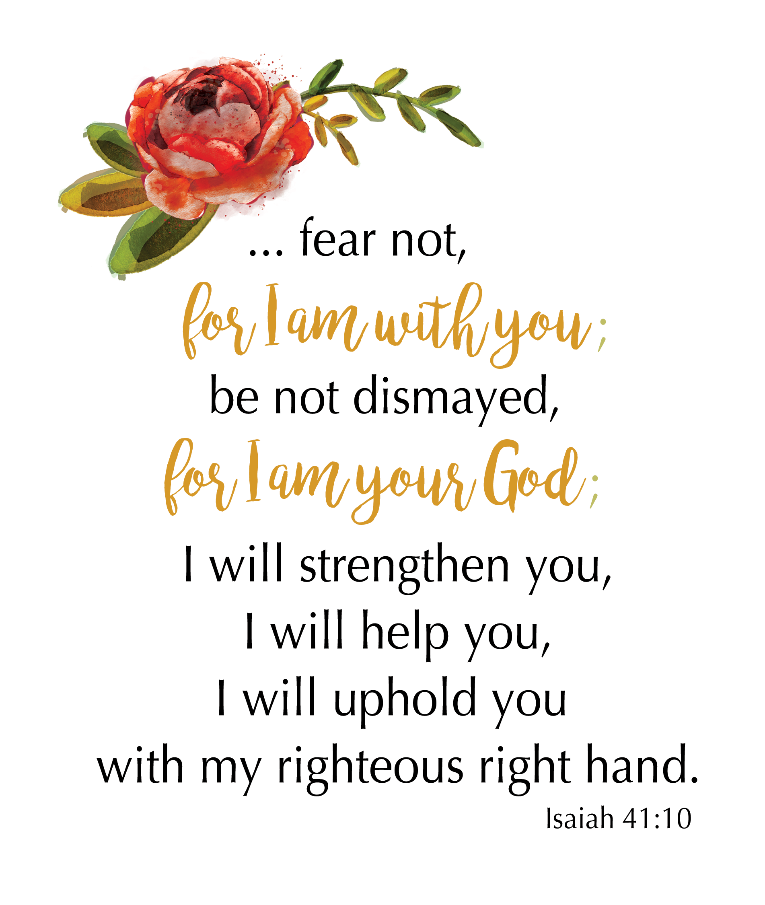 ... fear not,
for I am with you;
be not dismayed,
for I am your God;
I will strengthen you,
I will help you,
I will uphold you
with my righteous right hand.
Isaiah 41:10